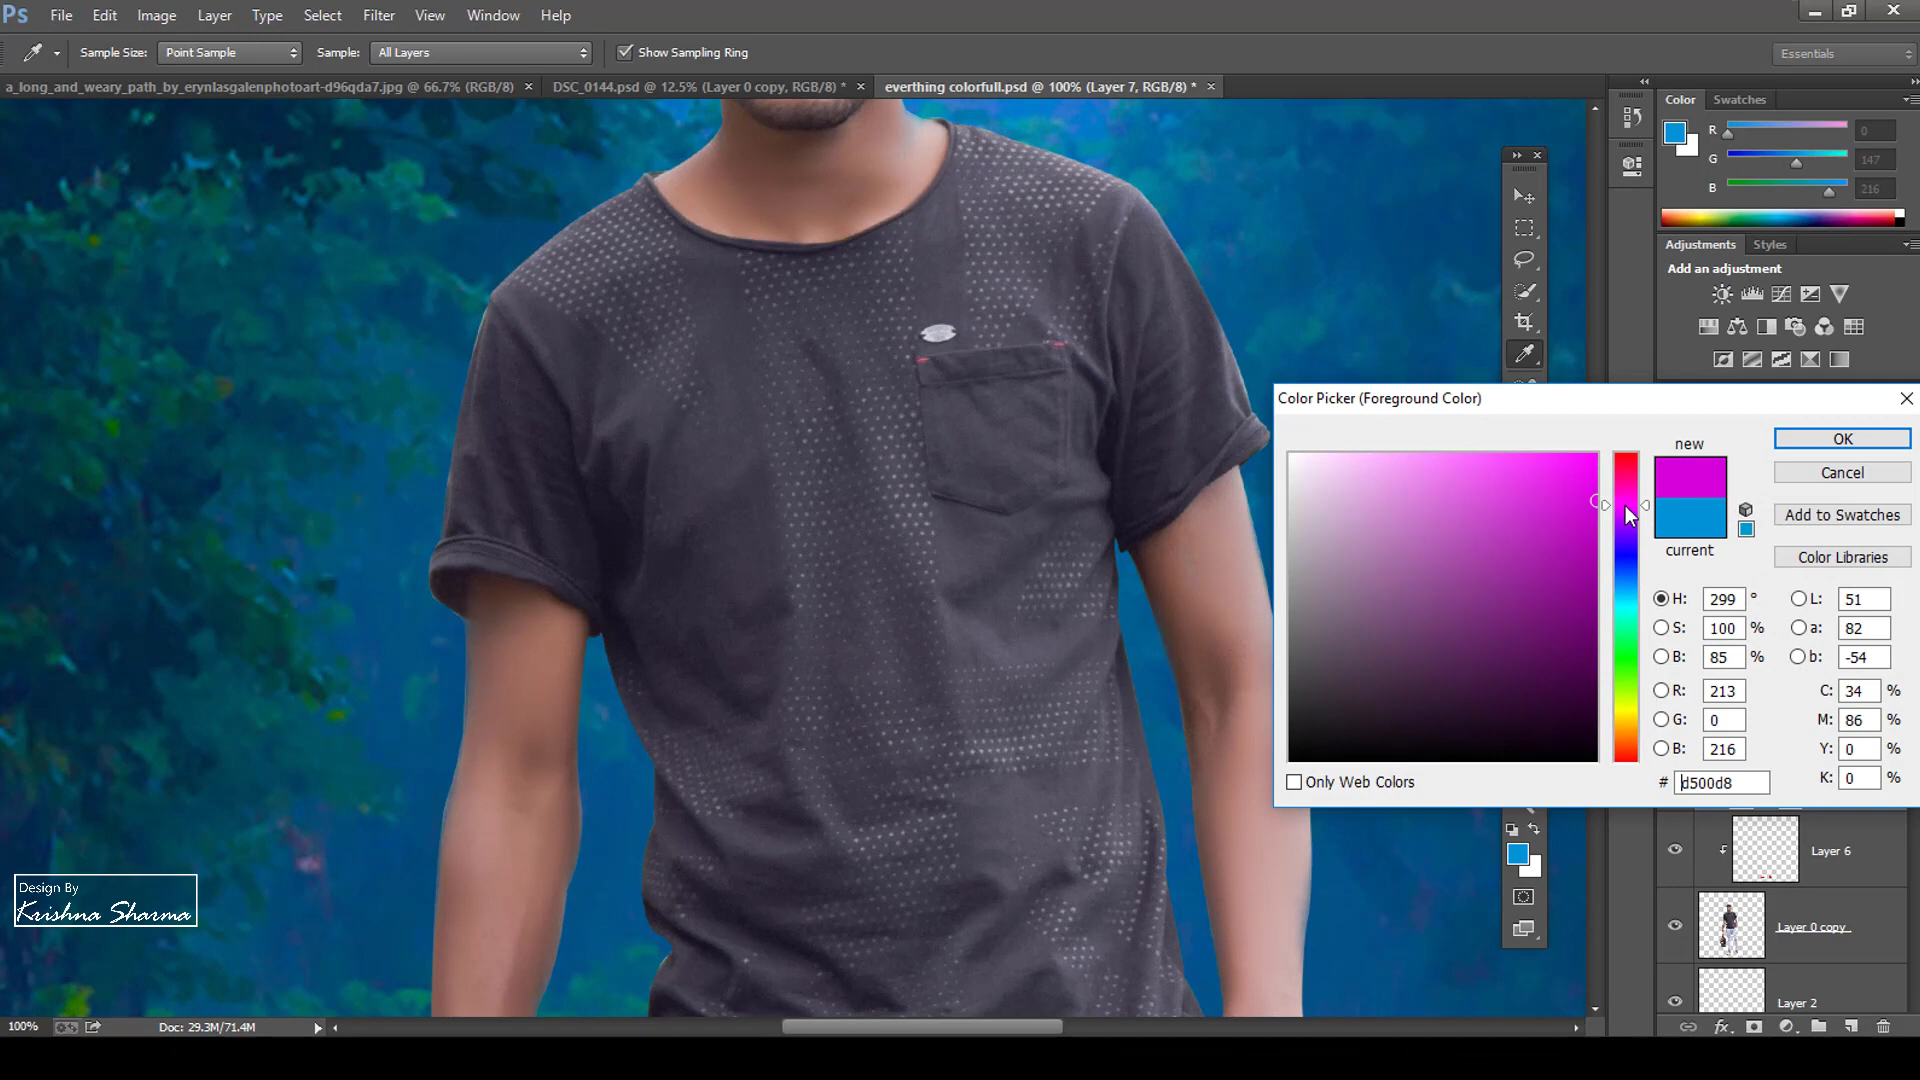 Ps File Edit Image Layer Type Select Filter View Window Help
Sample Size: Point Sample Sample: All Layers Show Sampling Ring Essentials
a_long_and_weary_path_by_erynlasgalenphotoart-d96qda7.jpg @ 66.7% (RGB/8) × DSC_0144.psd @ 12.5% (Layer 0 copy, RGB/8) * × everthing colorfull.psd @ 100% (Layer 7, RGB/8) * ×
Color Swatches
R 0
G 147
B 216
Adjustments Styles
Add an adjustment
Color Picker (Foreground Color)
new
OK
Cancel
Add to Swatches
current
Color Libraries
H: 299 ° L: 51
S: 100 % a: 82
B: 85 % b: -54
R: 213 C: 34 %
G: 0 M: 86 %
B: 216 Y: 0 %
Only Web Colors # d500d8 K: 0 %
Layer 6
Layer 0 copy
Layer 2
Design By
Krishna Sharma
100% Doc: 29.3M/71.4M
fx